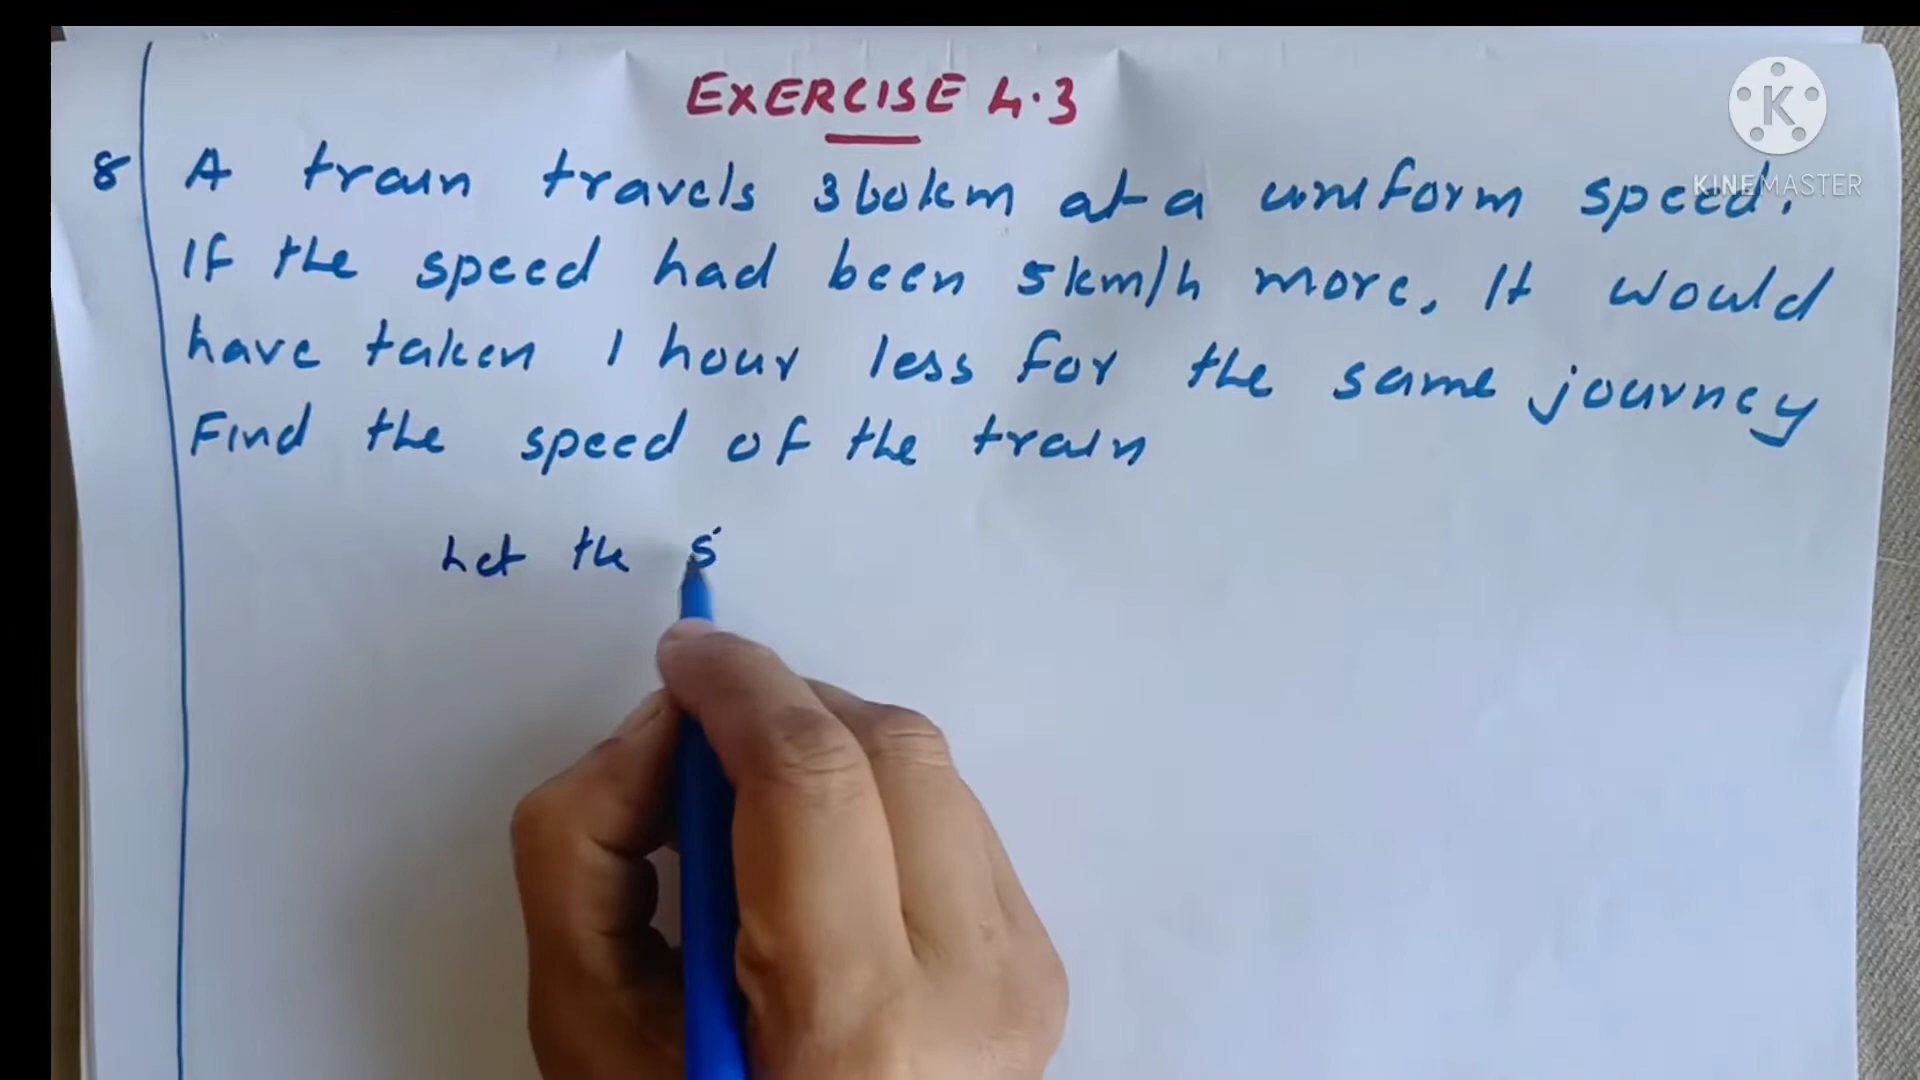 EXERCISE 4.3
8 A train travels 360km at a uniform speed.
If the speed had been 5km/h more, It would
have taken 1 hour less for the same journey
Find the speed of the train
Let the s
K
KINEMASTER